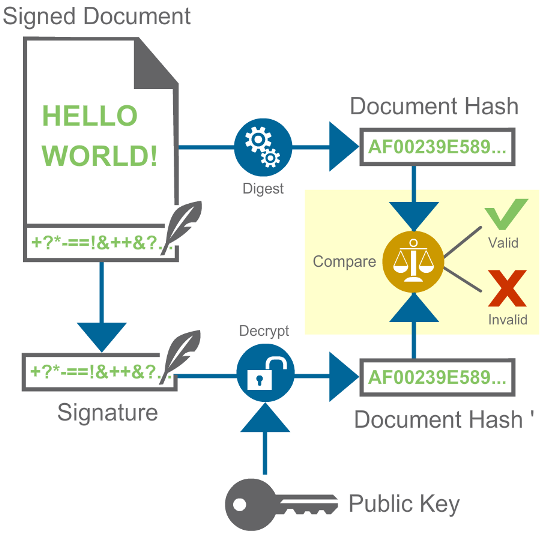 Signed Document
HELLO
WORLD!
+?*-==!&++&?...
Digest
Document Hash
AF00239E589...
Compare
Valid
Invalid
+?*-==!&++&?...
Signature
Decrypt
AF00239E589...
Document Hash '
Public Key